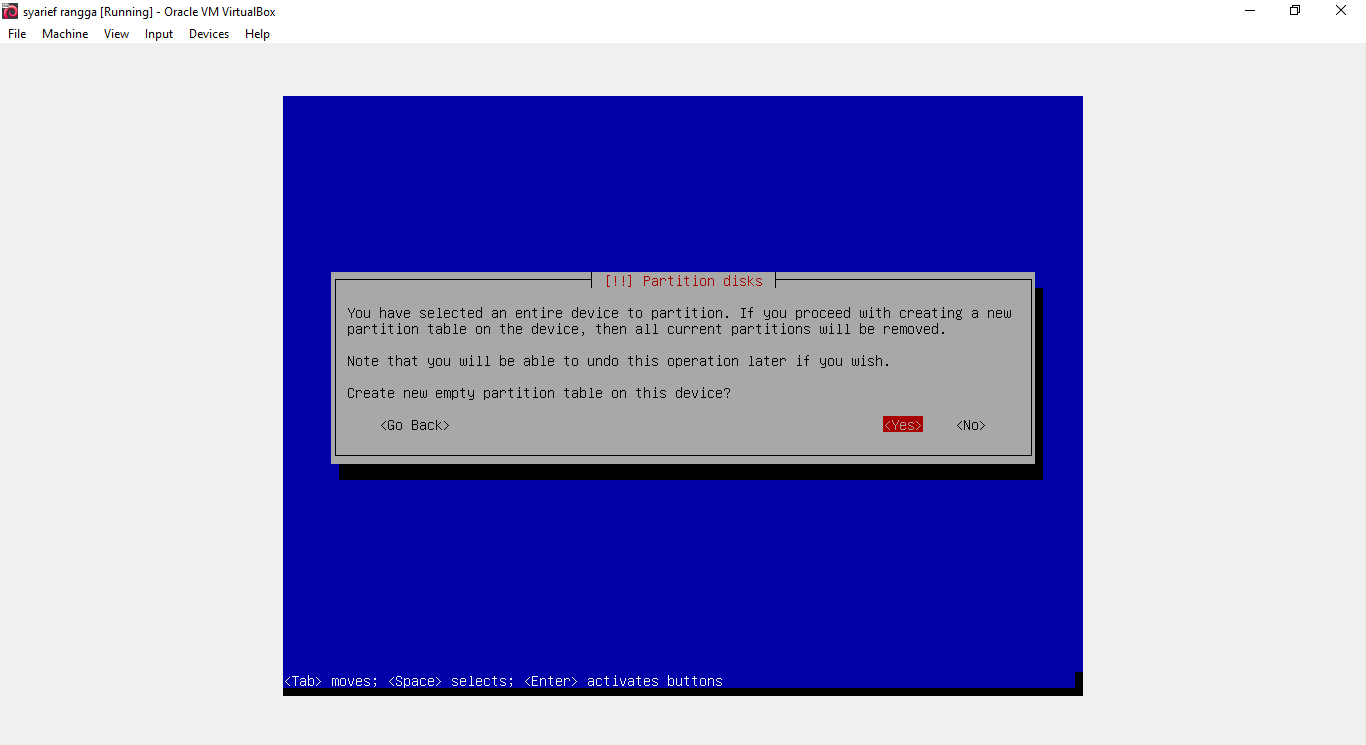 syarief rangga [Running] - Oracle VM VirtualBox
File Machine View Input Devices Help
[!!] Partition disks
You have selected an entire device to partition. If you proceed with creating a new
partition table on the device, then all current partitions will be removed.
Note that you will be able to undo this operation later if you wish.
Create new empty partition table on this device?
<Go Back> <Yes> <No>
<Tab> moves; <Space> selects; <Enter> activates buttons